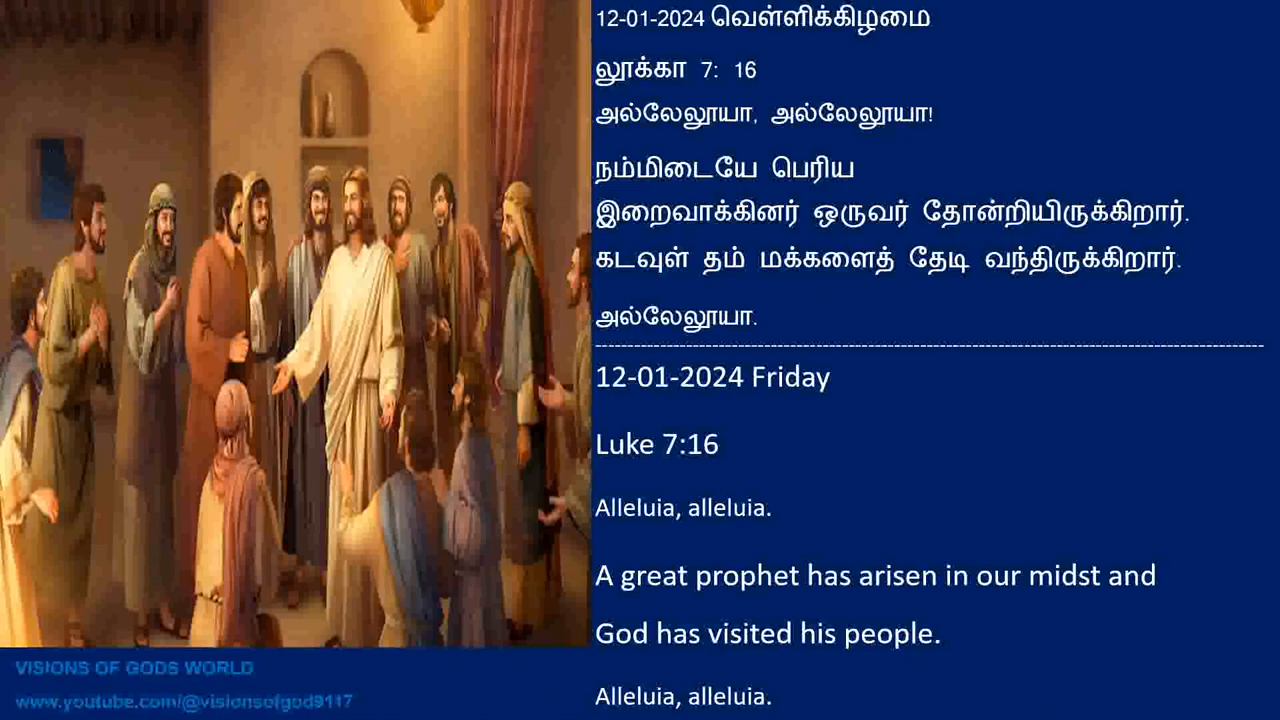 12-01-2024 வெள்ளிக்கிழமை
லூக்கா 7: 16
அல்லேலூயா, அல்லேலூயா!
நம்மிடையே பெரிய
இறைவாக்கினர் ஒருவர் தோன்றியிருக்கிறார்.
கடவுள் தம் மக்களைத் தேடி வந்திருக்கிறார்.
அல்லேலூயா.
12-01-2024 Friday
Luke 7:16
Alleluia, alleluia.
A great prophet has arisen in our midst and
God has visited his people.
Alleluia, alleluia.
VISIONS OF GODS WORLD
www.youtube.com/@visionsofgod9117